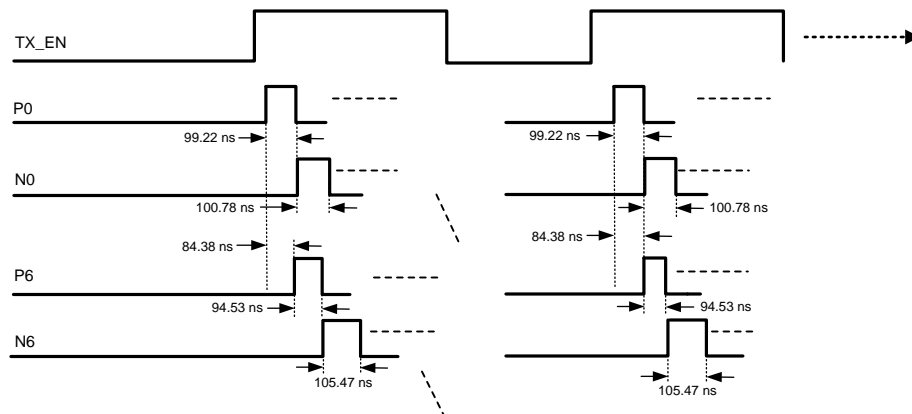 TX_EN
P0
99.22 ns
99.22 ns
N0
100.78 ns
100.78 ns
84.38 ns
84.38 ns
P6
94.53 ns
94.53 ns
N6
105.47 ns
105.47 ns